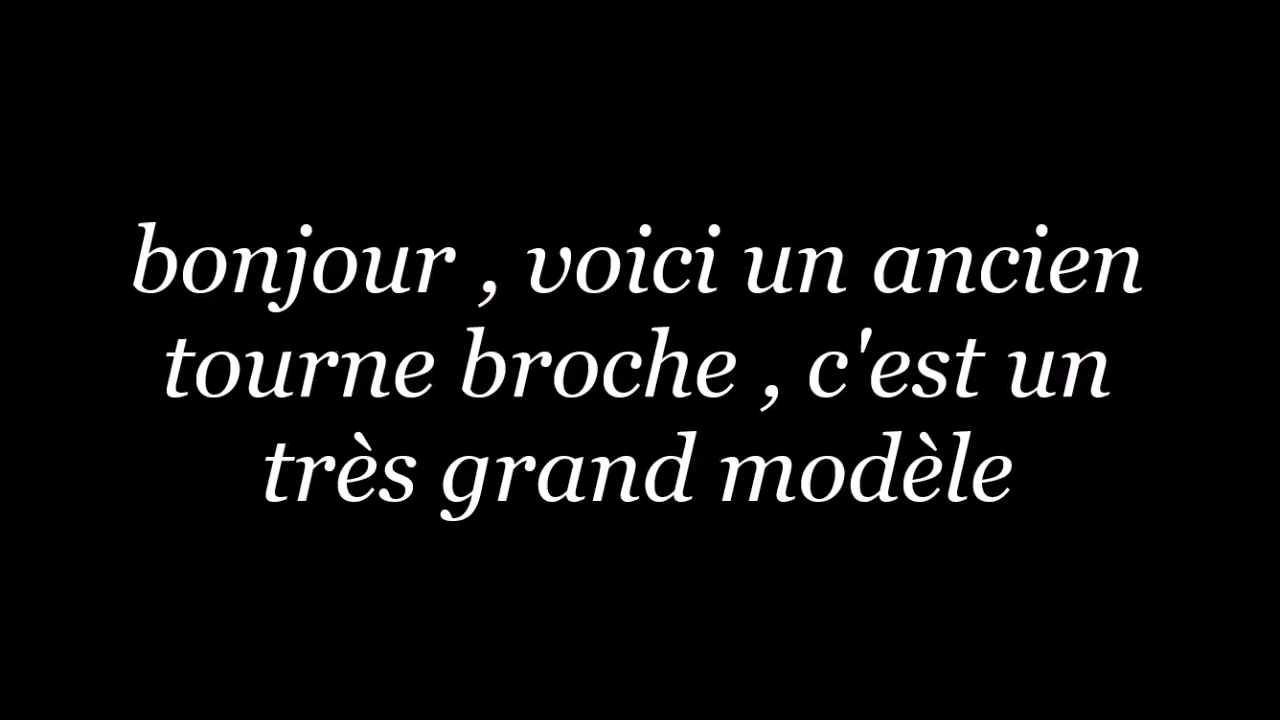 bonjour , voici un ancien
tourne broche , c'est un
très grand modèle